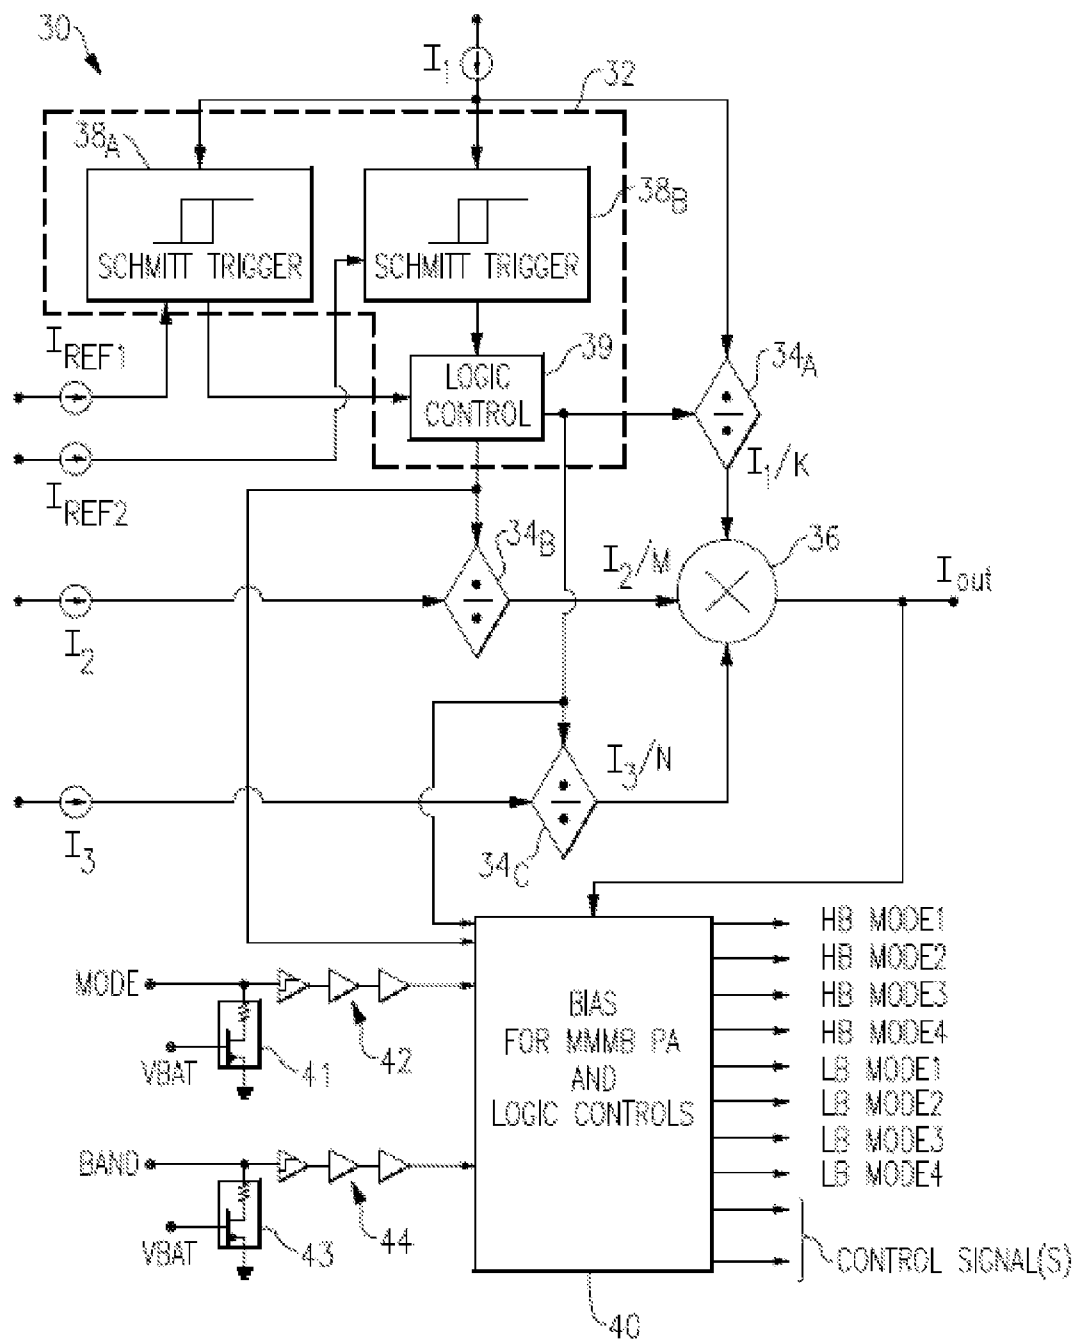 30
I1
32
38A
SCHMITT TRIGGER
38B
SCHMITT TRIGGER
IREF1
39
LOGIC
CONTROL
34A
÷
I1/K
IREF2
34B
÷
I2/M
36
Iout
I2
I3/N
÷
I3
34C
HB MODE1
HB MODE2
HB MODE3
HB MODE4
LB MODE1
LB MODE2
LB MODE3
LB MODE4
CONTROL SIGNAL(S)
MODE
VBAT
41
42
BIAS
FOR MMMB PA
AND
LOGIC CONTROLS
BAND
VBAT
43
44
40